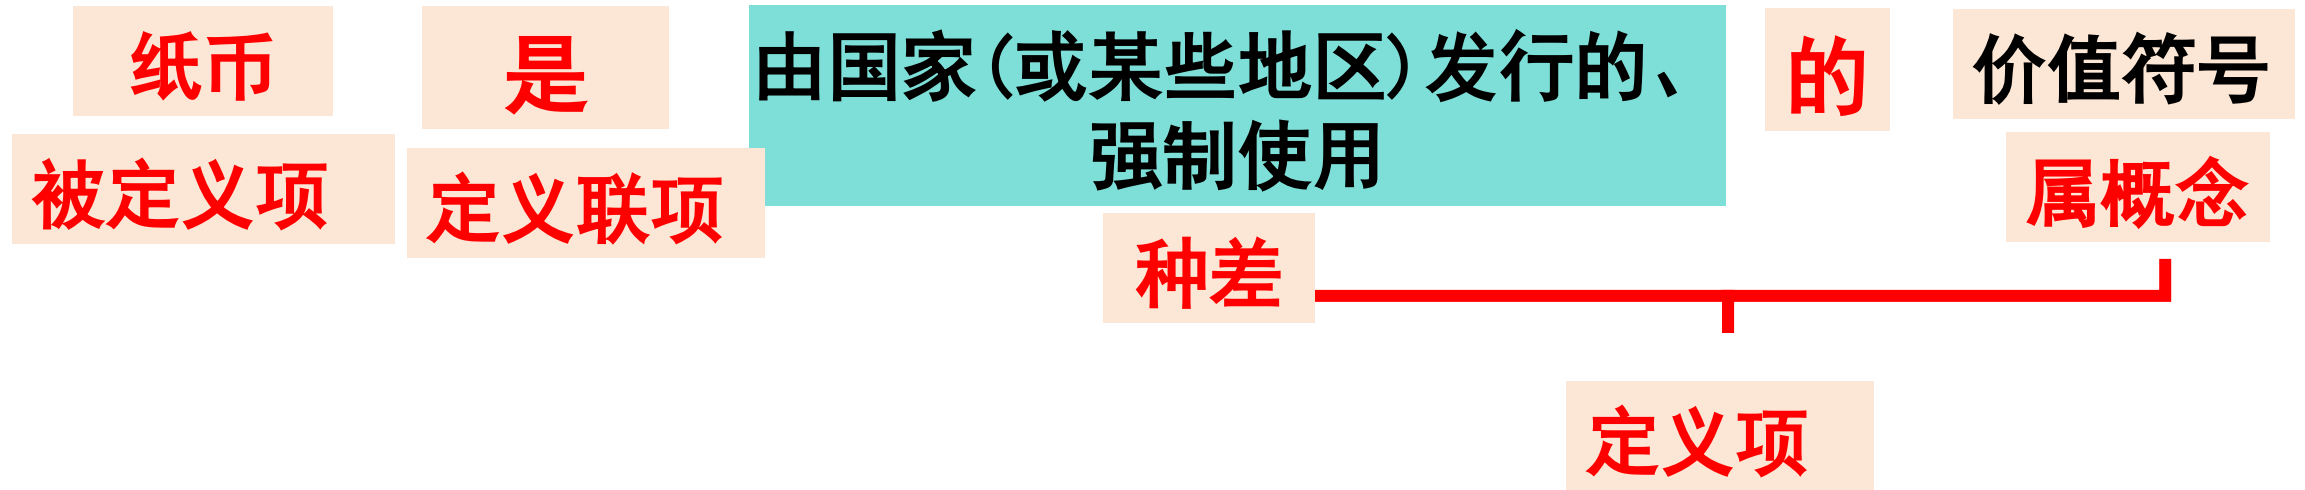 纸币 是 由国家(或某些地区)发行的、 的 价值符号
强制使用
被定义项 定义联项 属概念
种差
定义项